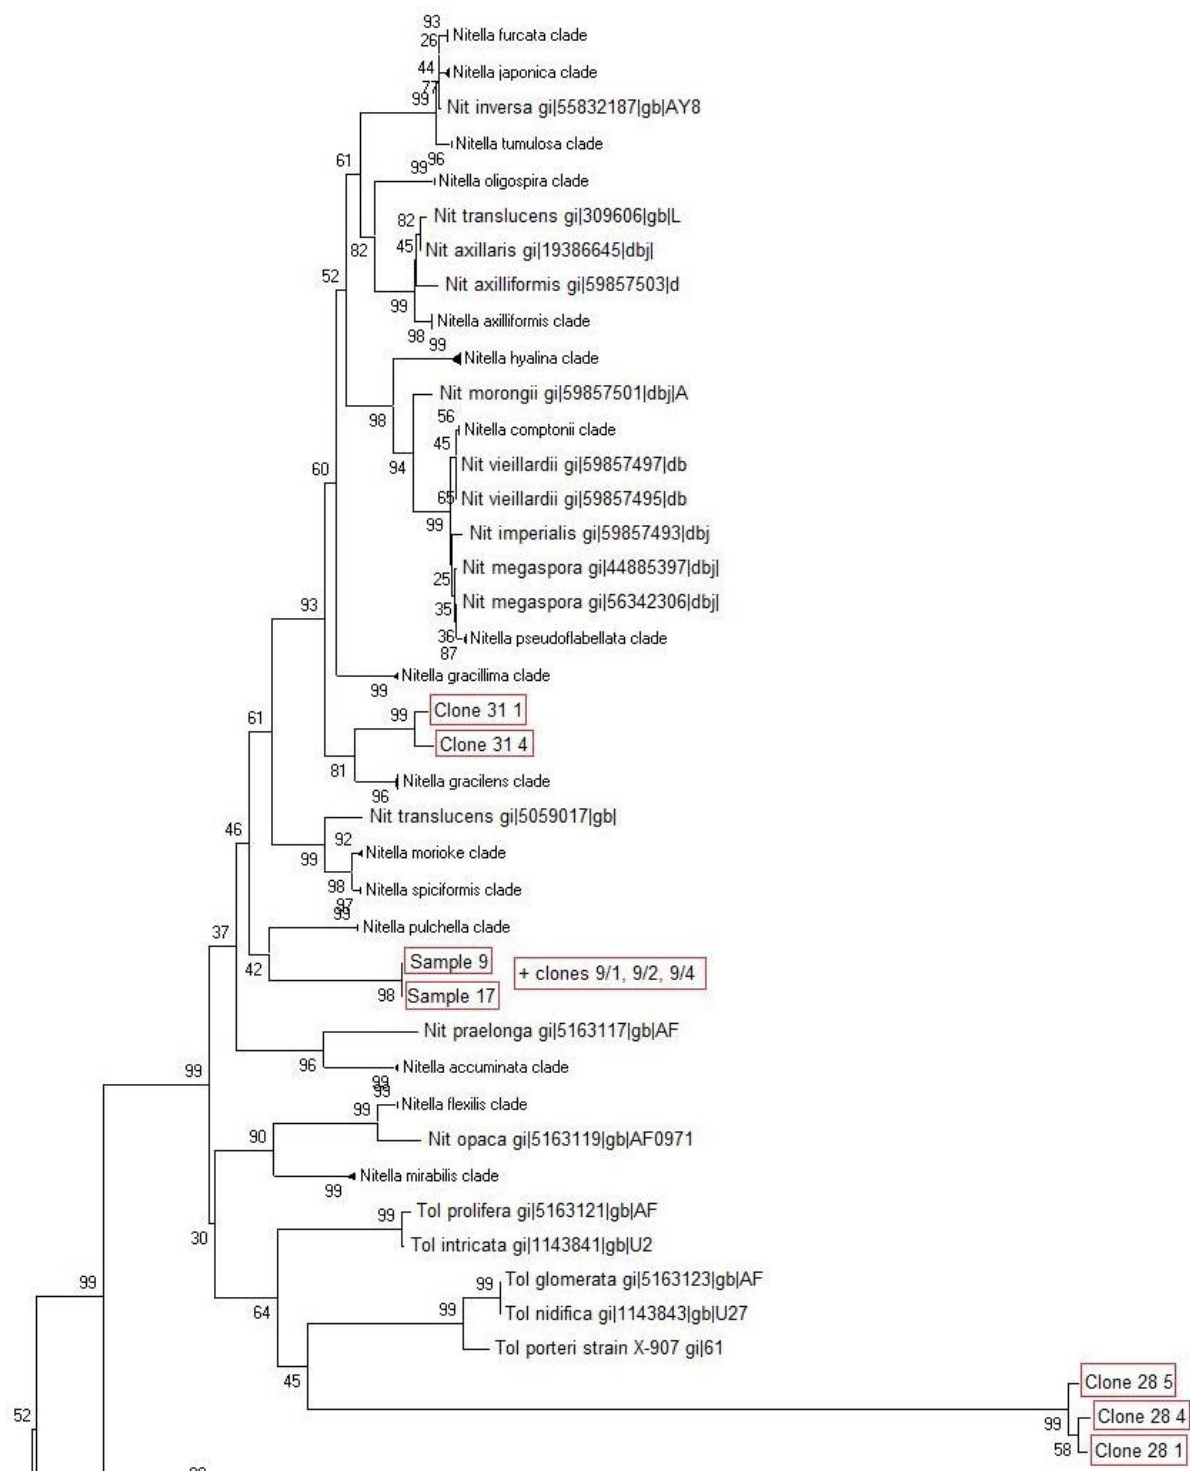 93
26
Nitella furcata clade
44
Nitella japonica clade
77
99
Nit inversa gi|55832187|gb|AY8
Nitella tumulosa clade
61
99
96
Nitella oligospira clade
82
Nit translucens gi|309606|gb|L
82
45
Nit axillaris gi|19386645|dbj|
52
Nit axilliformis gi|59857503|d
99
Nitella axilliformis clade
98
99
Nitella hyalina clade
Nit morongii gi|59857501|dbj|A
98
56
Nitella comptonii clade
45
60
94
Nit vieillardii gi|59857497|db
65
Nit vieillardii gi|59857495|db
99
Nit imperialis gi|59857493|dbj
Nit megaspora gi|44885397|dbj|
25
93
35
Nit megaspora gi|56342306|dbj|
36
Nitella pseudoflabellata clade
87
Nitella gracillima clade
99
61
99
Clone 31 1
Clone 31 4
81
Nitella gracilens clade
96
Nit translucens gi|5059017|gb|
46
92
99
Nitella morioke clade
98
Nitella spiciformis clade
97
99
Nitella pulchella clade
37
42
Sample 9
+ clones 9/1, 9/2, 9/4
98
Sample 17
Nit praelonga gi|5163117|gb|AF
99
96
Nitella accuminata clade
99
99
99
Nitella flexilis clade
90
Nit opaca gi|5163119|gb|AF0971
Nitella mirabilis clade
99
99
Tol prolifera gi|5163121|gb|AF
30
Tol intricata gi|1143841|gb|U2
99
99
Tol glomerata gi|5163123|gb|AF
64
99
Tol nidifica gi|1143843|gb|U27
Tol porteri strain X-907 gi|61
45
Clone 28 5
52
99
Clone 28 4
58
Clone 28 1